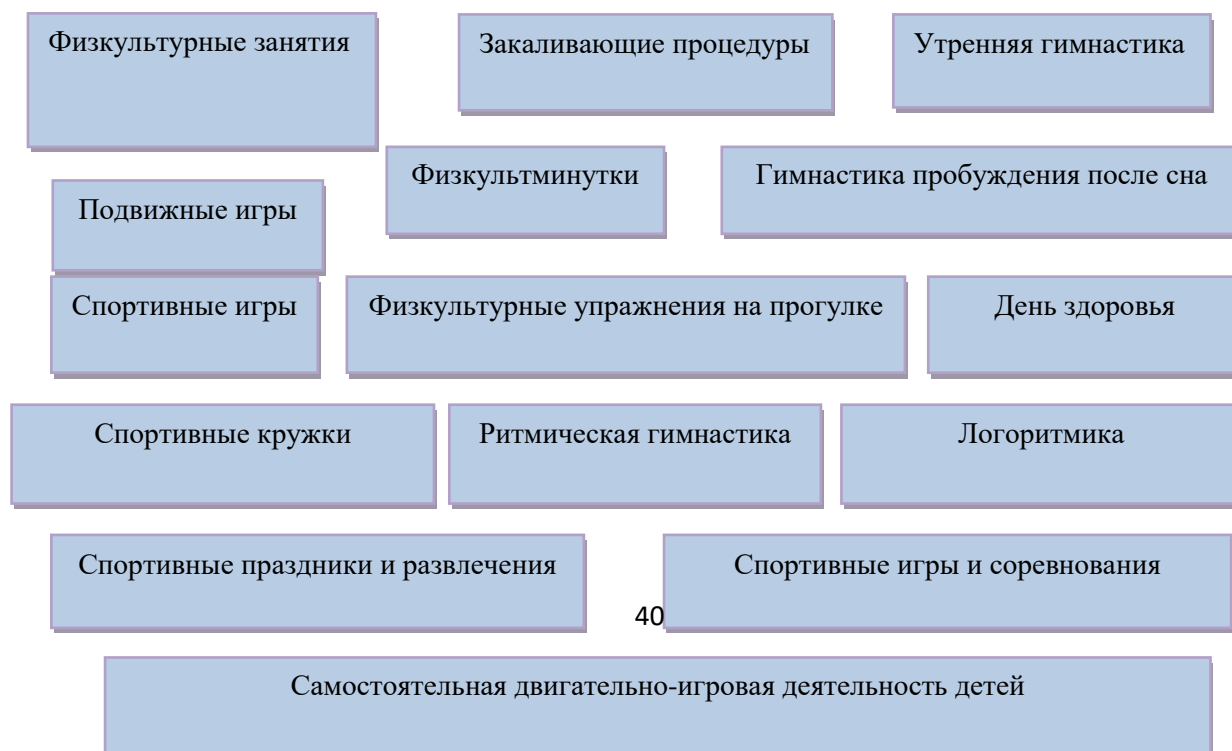 Физкультурные занятия
Закаливающие процедуры
Утренняя гимнастика
Физкультминутки
Гимнастика пробуждения после сна
Подвижные игры
Спортивные игры
Физкультурные упражнения на прогулке
День здоровья
Спортивные кружки
Ритмическая гимнастика
Логоритмика
Спортивные праздники и развлечения
Спортивные игры и соревнования
40
Самостоятельная двигательно-игровая деятельность детей